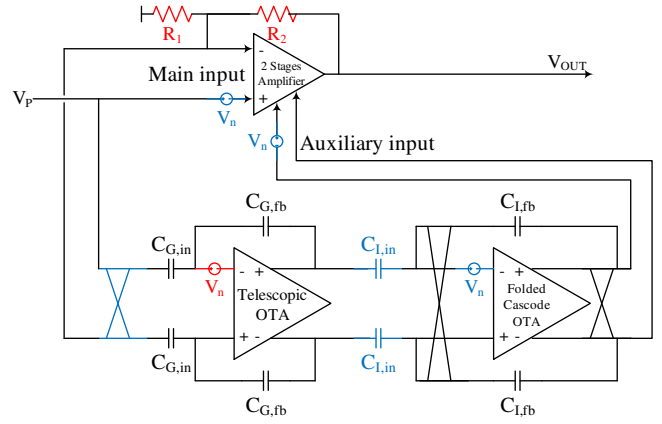 R1
R2
-
2 Stages
Amplifier
+
Main input
VP
Vn
VOUT
Vn
Auxiliary input
CG,fb
CI,fb
CG,in
CI,in
- +
Vn
Telescopic
OTA
+ -
- +
Vn
Folded
Cascode
OTA
+ -
CG,in
CI,in
CG,fb
CI,fb